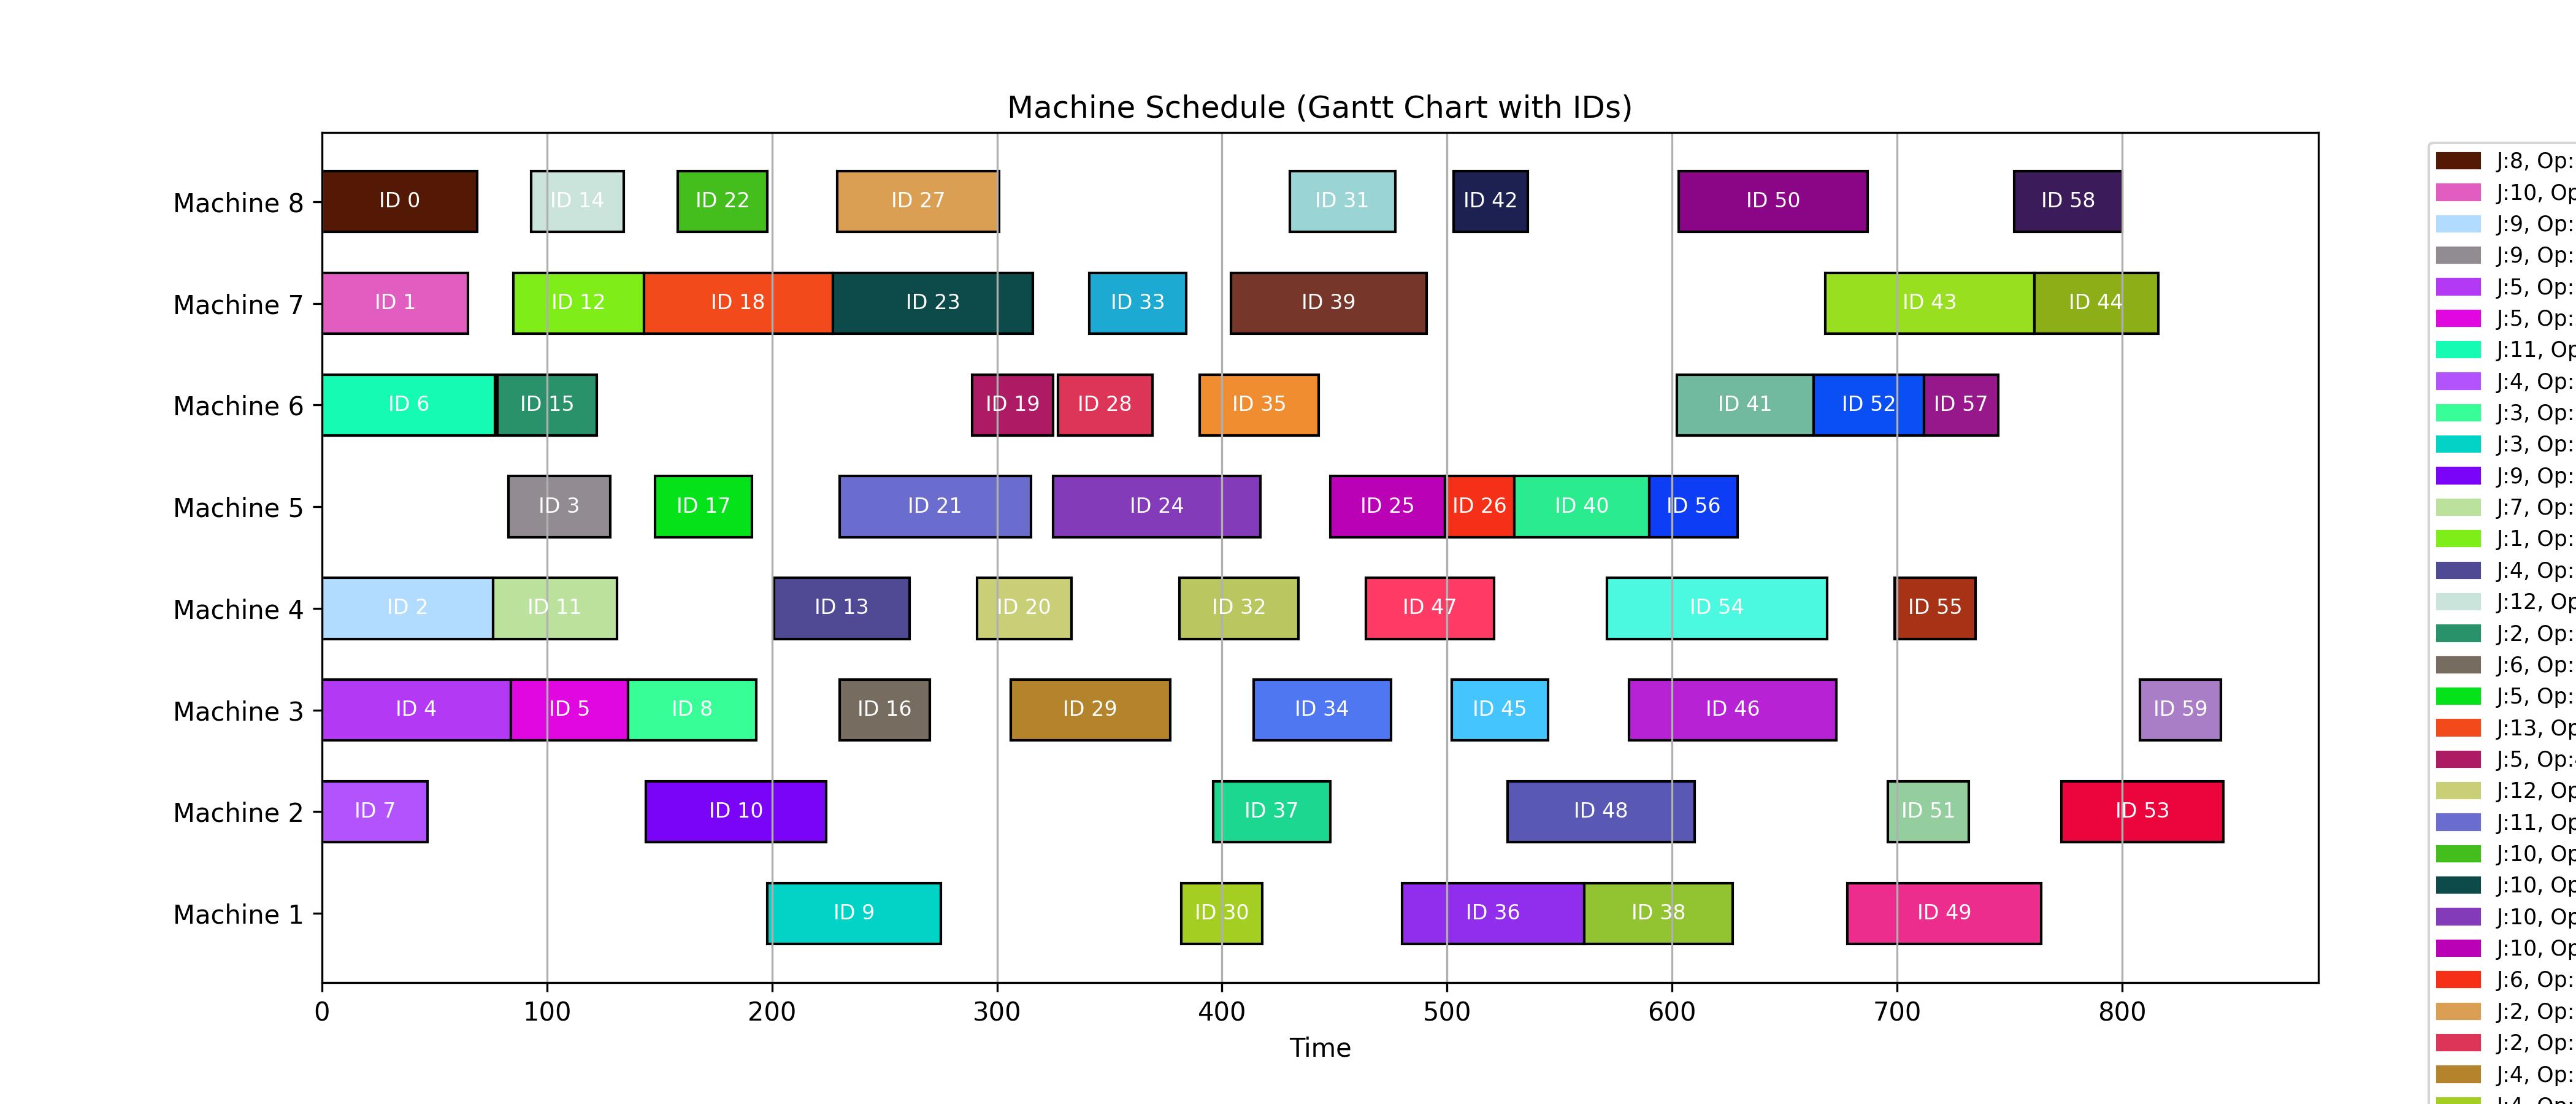 Machine Schedule (Gantt Chart with IDs)
Machine 8 ID 0 ID 14 ID 22 ID 27 ID 31 ID 42 ID 50 ID 58
Machine 7 ID 1 ID 12 ID 18 ID 23 ID 33 ID 39 ID 43 ID 44
Machine 6 ID 6 ID 15 ID 19 ID 28 ID 35 ID 41 ID 52 ID 57
Machine 5 ID 3 ID 17 ID 21 ID 24 ID 25 ID 26 ID 40 ID 56
Machine 4 ID 2 ID 11 ID 13 ID 20 ID 32 ID 47 ID 54 ID 55
Machine 3 ID 4 ID 5 ID 8 ID 16 ID 29 ID 34 ID 45 ID 46 ID 59
Machine 2 ID 7 ID 10 ID 37 ID 48 ID 51 ID 53
Machine 1 ID 9 ID 30 ID 36 ID 38 ID 49
0 100 200 300 400 500 600 700 800
Time
J:8, Op:
J:10, Op
J:9, Op:
J:9, Op:
J:5, Op:
J:5, Op:
J:11, Op
J:4, Op:
J:3, Op:
J:3, Op:
J:9, Op:
J:7, Op:
J:1, Op:
J:4, Op:
J:12, Op
J:2, Op:
J:6, Op:
J:5, Op:
J:13, Op
J:5, Op:
J:12, Op
J:11, Op
J:10, Op
J:10, Op
J:10, Op
J:10, Op
J:6, Op:
J:2, Op:
J:2, Op:
J:4, Op: